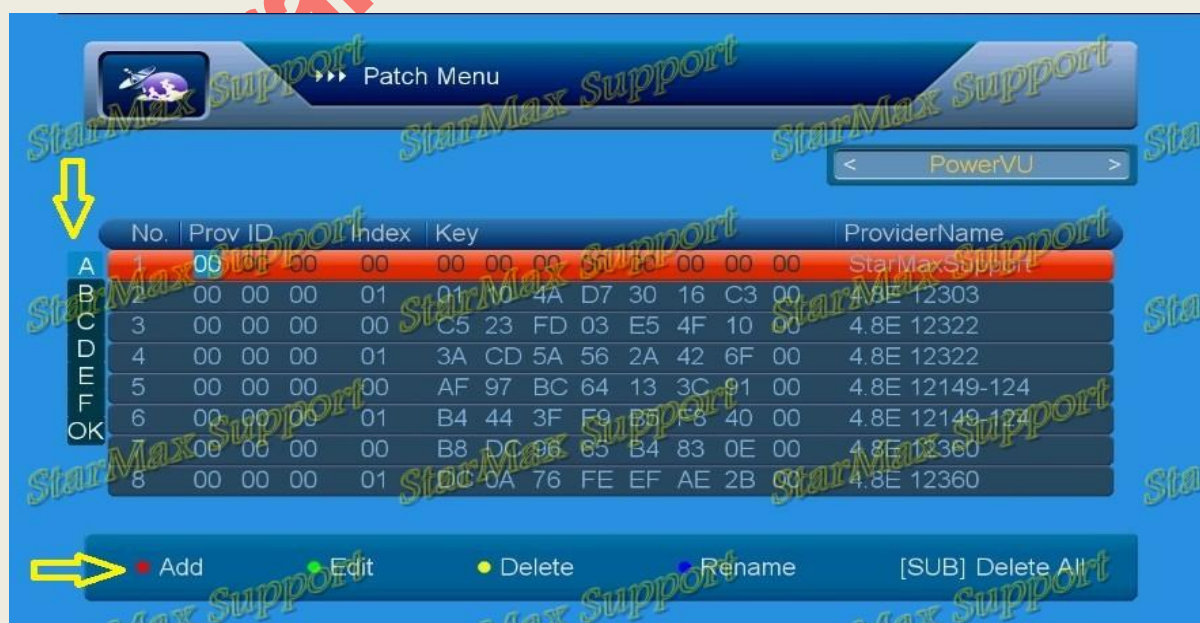 Patch Menu
< PowerVU >
No. Prov ID Index Key ProviderName
A
B
C
D
E
F
OK
1 00 00 00 00 00 00 00 00 00 00 00 00 StarMaxSupport
2 00 00 00 01 01 10 4A D7 30 16 C3 00 4.8E 12303
3 00 00 00 00 C5 23 FD 03 E5 4F 10 00 4.8E 12322
4 00 00 00 01 3A CD 5A 56 2A 42 6F 00 4.8E 12322
5 00 00 00 00 AF 97 BC 64 13 3C 91 00 4.8E 12149-124
6 00 00 00 01 B4 44 3F F9 B5 F8 40 00 4.8E 12149-124
7 00 00 00 00 B8 DC 96 65 B4 83 0E 00 4.8E 12360
8 00 00 00 01 DC 0A 76 FE EF AE 2B 00 4.8E 12360
Add Edit Delete Rename [SUB] Delete All
StarMax Support